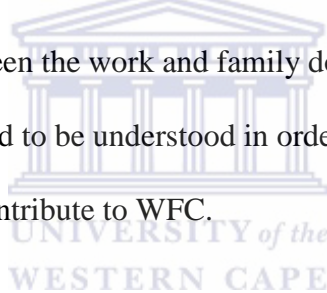 een the work and family do
d to be understood in orde
ntribute to WFC.
UNIVERSITY of the
WESTERN CAPE